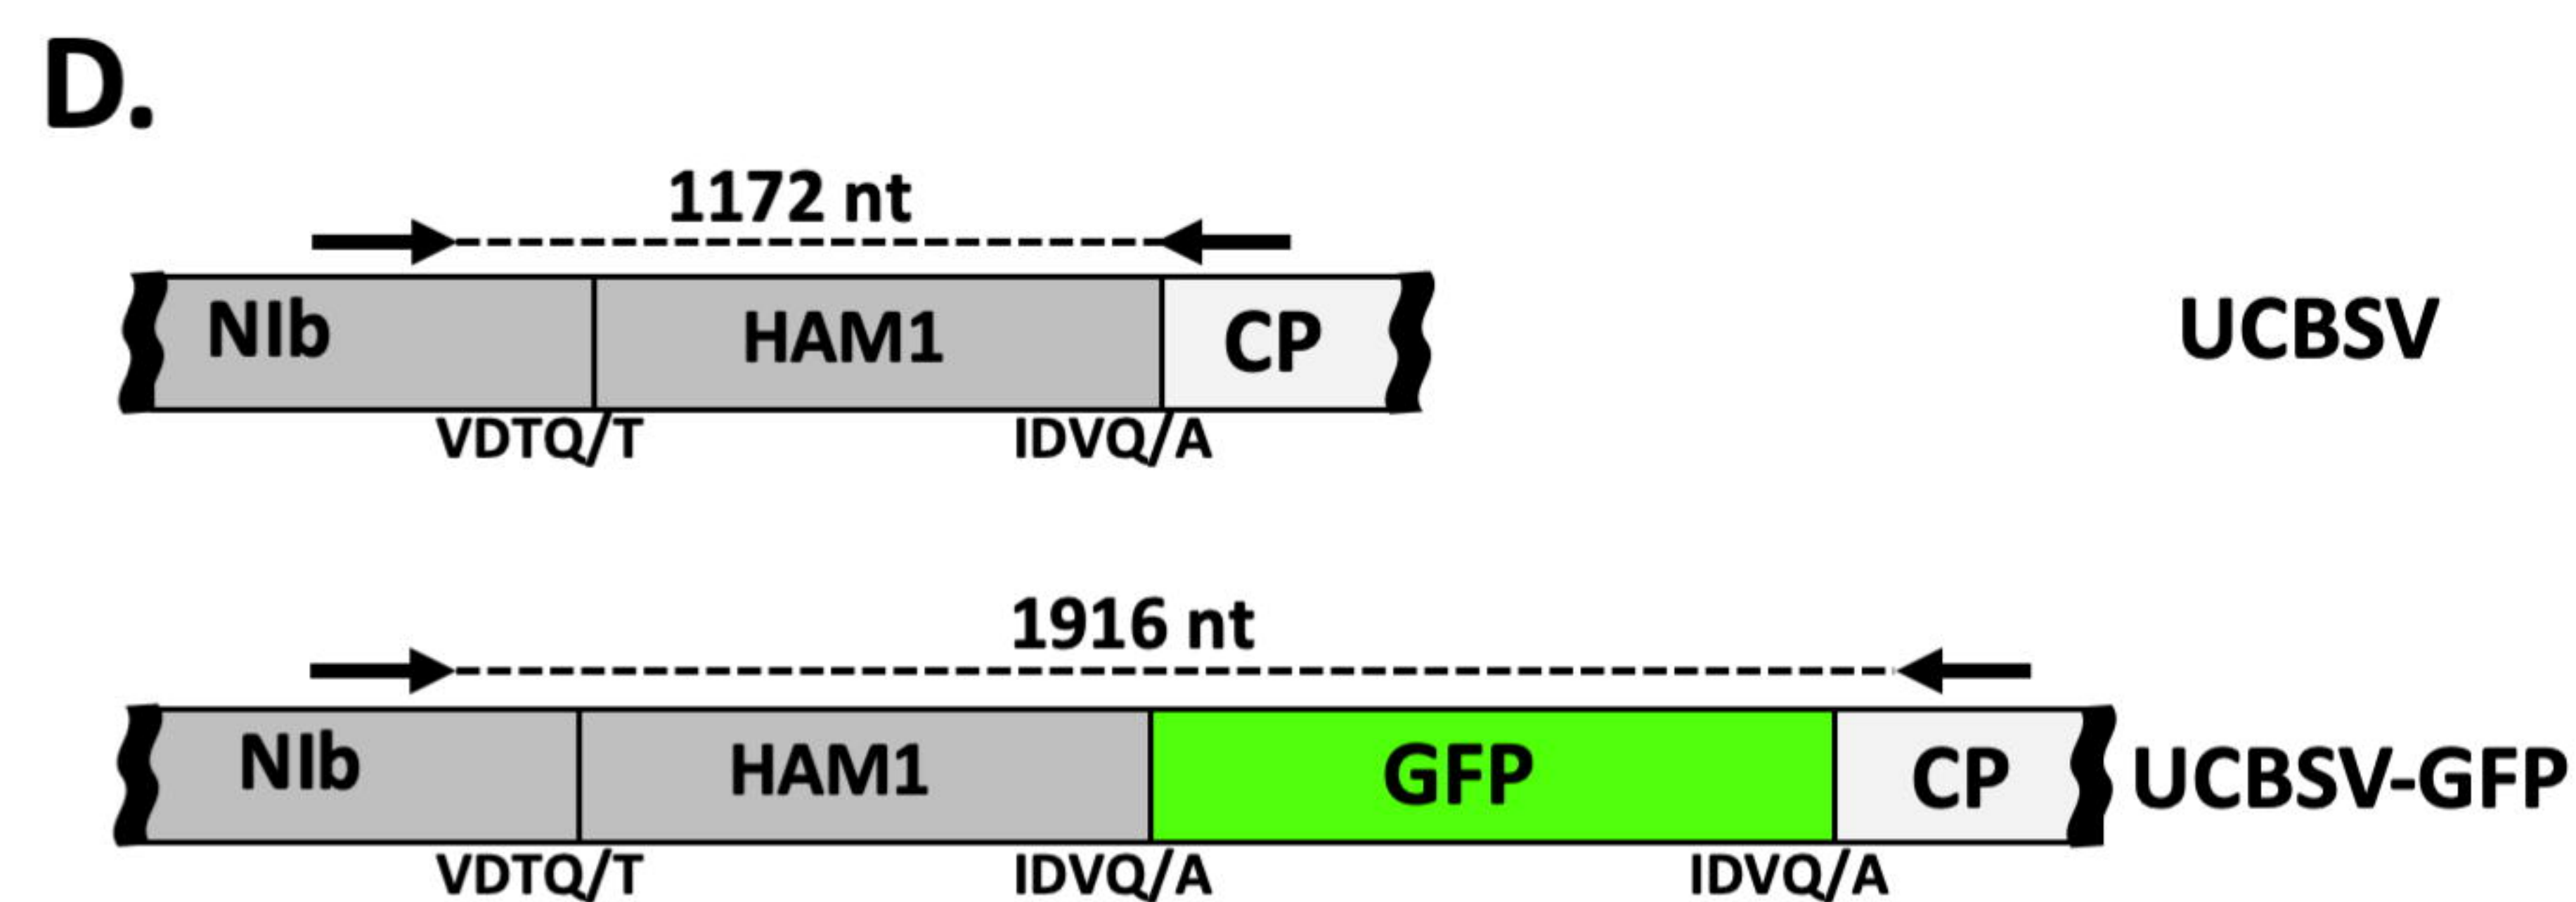 D.
1172 nt
NIb HAM1 CP UCBSV
VDTQ/T IDVQ/A
1916 nt
NIb HAM1 GFP CP UCBSV-GFP
VDTQ/T IDVQ/A IDVQ/A